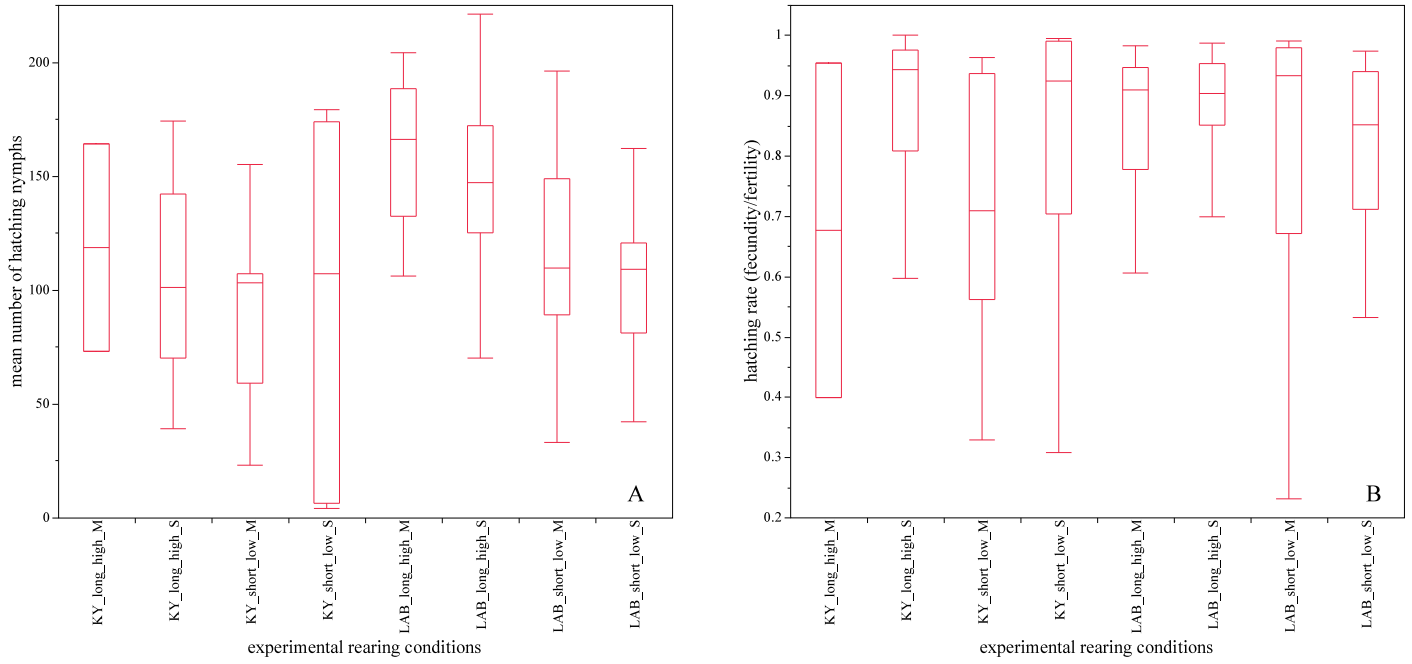 mean number of hatching nymphs
200
150
100
50
0
A
KY_long_high_M
KY_long_high_S
KY_short_low_M
KY_short_low_S
LAB_long_high_M
LAB_long_high_S
LAB_short_low_M
LAB_short_low_S
experimental rearing conditions
hatching rate (fecundity/fertility)
1
0.9
0.8
0.7
0.6
0.5
0.4
0.3
0.2
B
KY_long_high_M
KY_long_high_S
KY_short_low_M
KY_short_low_S
LAB_long_high_M
LAB_long_high_S
LAB_short_low_M
LAB_short_low_S
experimental rearing conditions